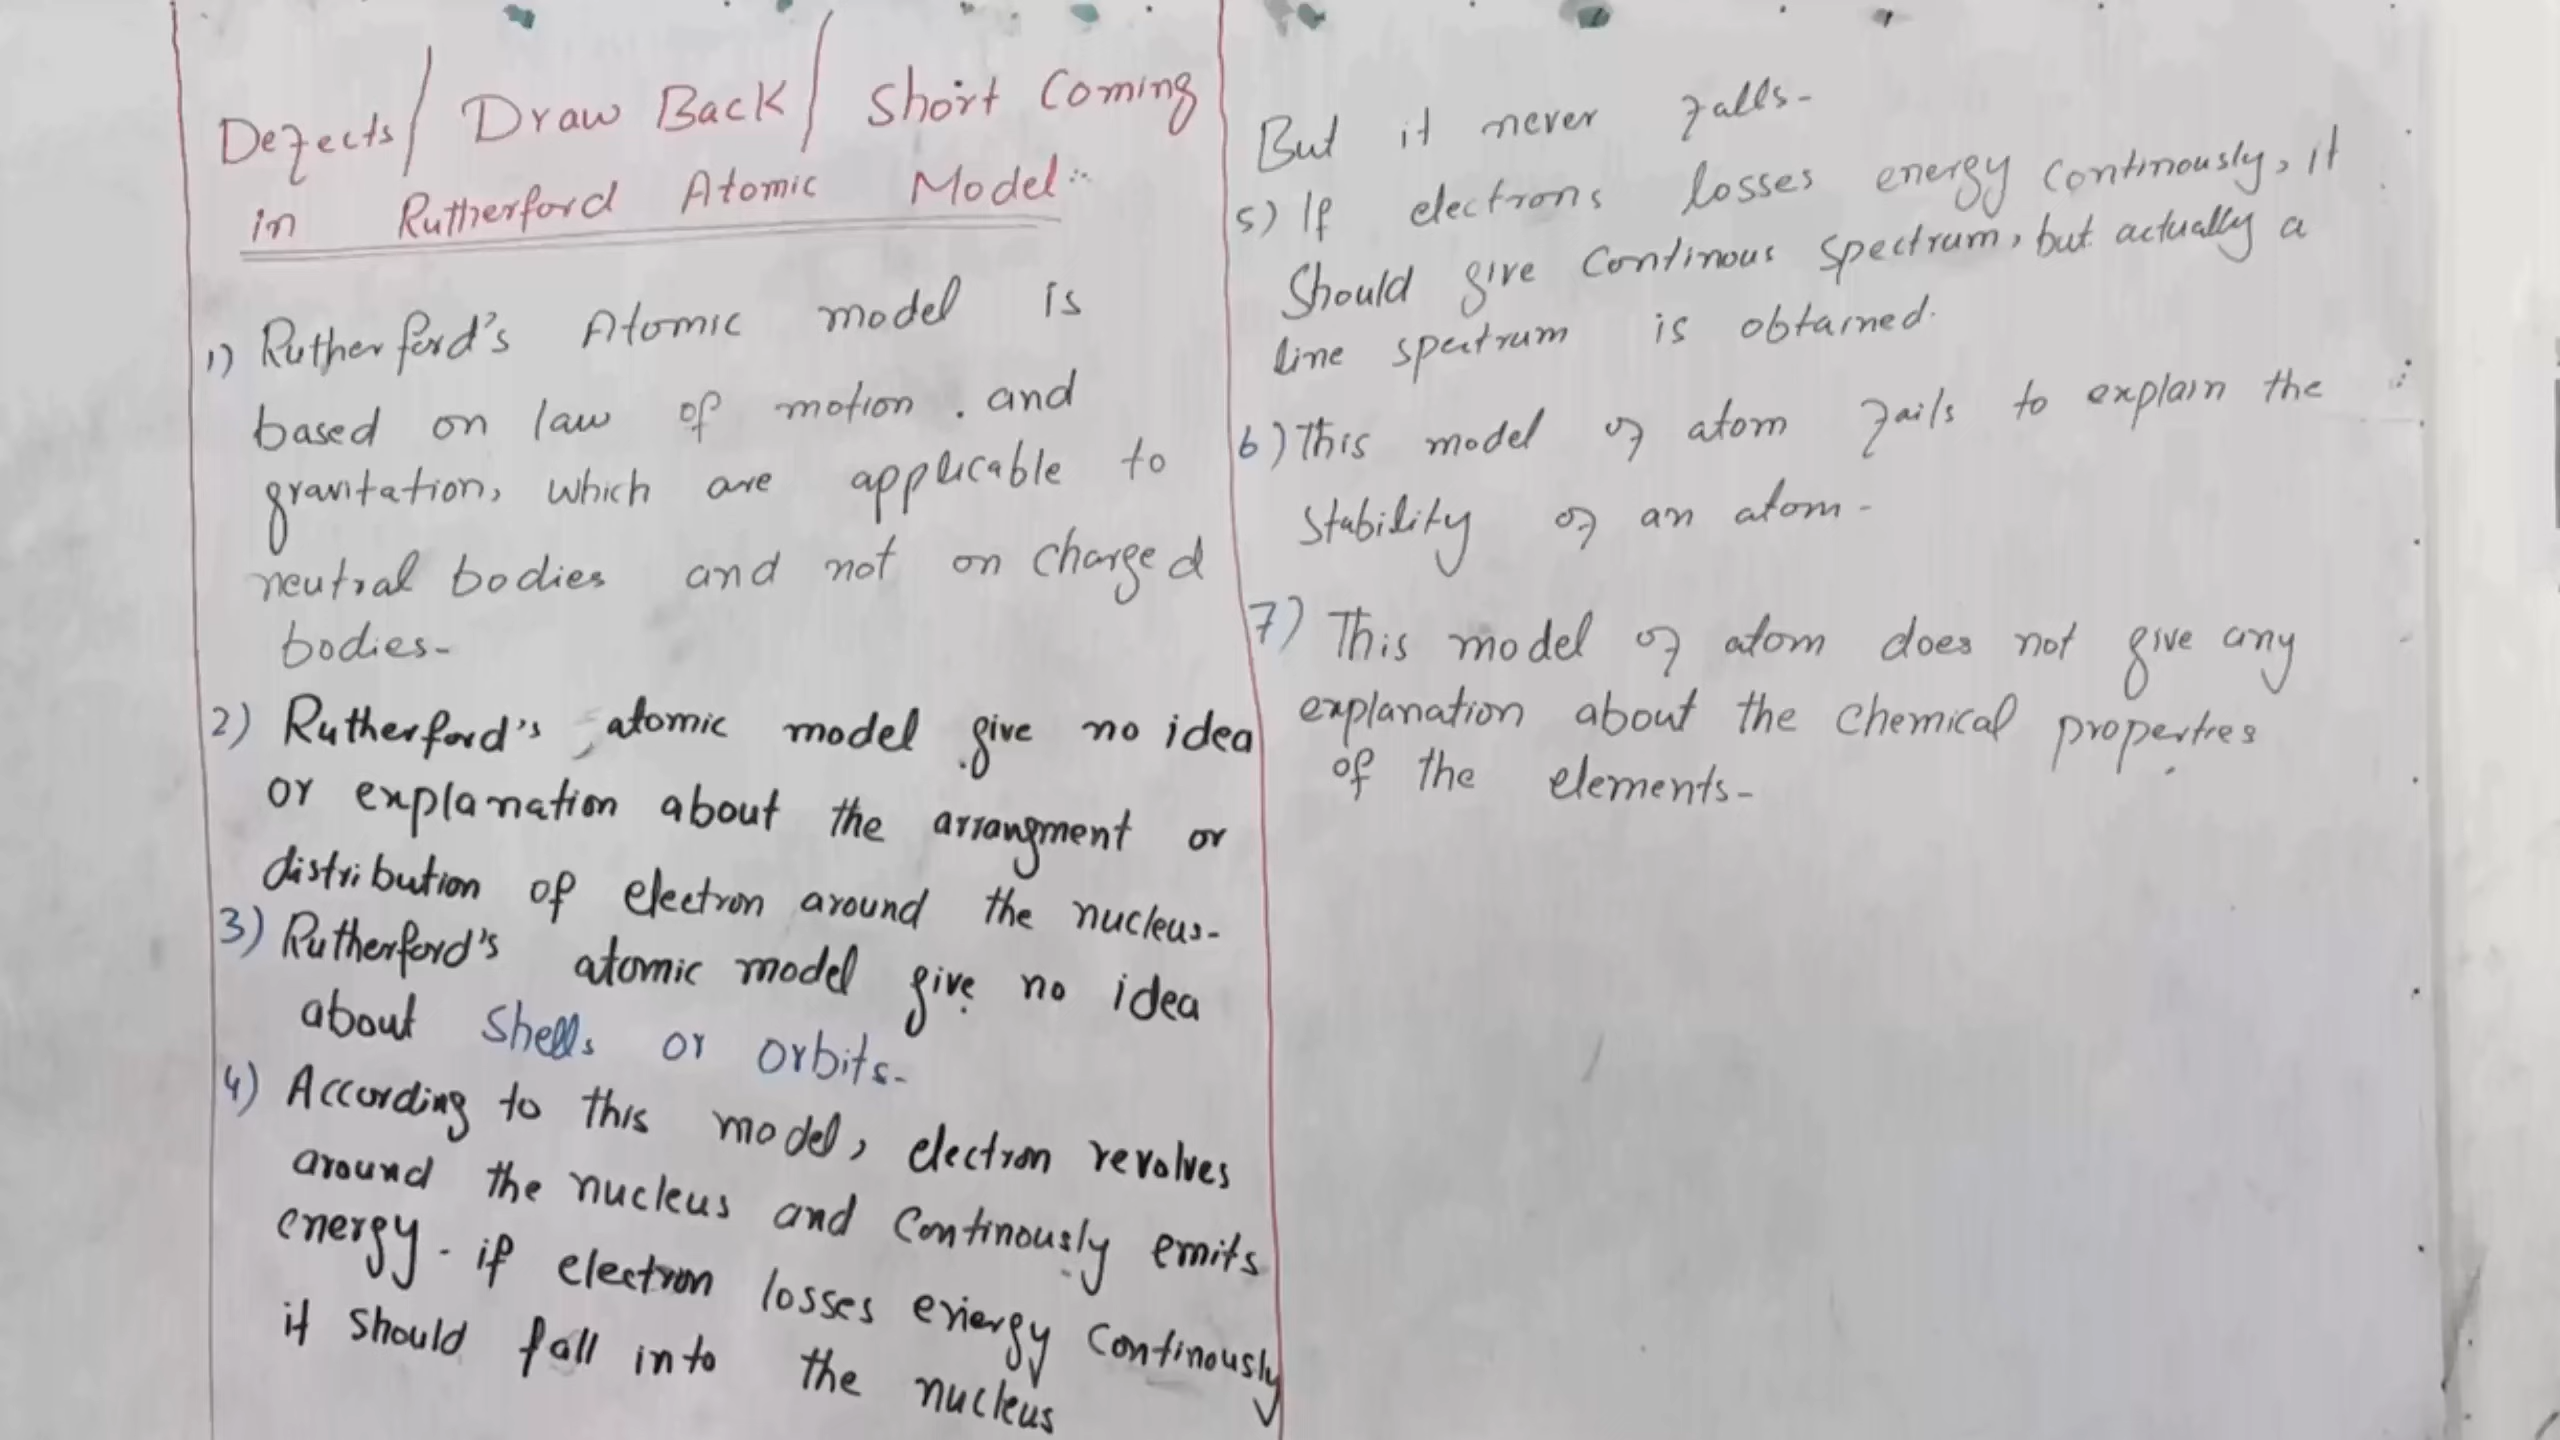 Defects/ Draw Back/ Short Coming
in Rutherford Atomic Model:-
1) Rutherford's Atomic model is
based on law of motion . and
gravitation, which are applicable to
neutral bodies and not on charged
bodies-
2) Rutherford's atomic model give no idea
or explanation about the arrangment or
distribution of electron around the nucleus-
3) Rutherford's atomic model give no idea
about Shells or orbits-
4) According to this model, electron revolves
around the nucleus and Continously emits
energy - if electron losses energy Continously
it should fall into the nucleus
But it never falls-
5) If electrons losses energy Continously, it
Should give Continous spectrum, but actually a
line spectrum is obtained.
6) This model of atom fails to explain the
Stability of an atom-
7) This model of atom does not give any
explanation about the chemical properties
of the elements-